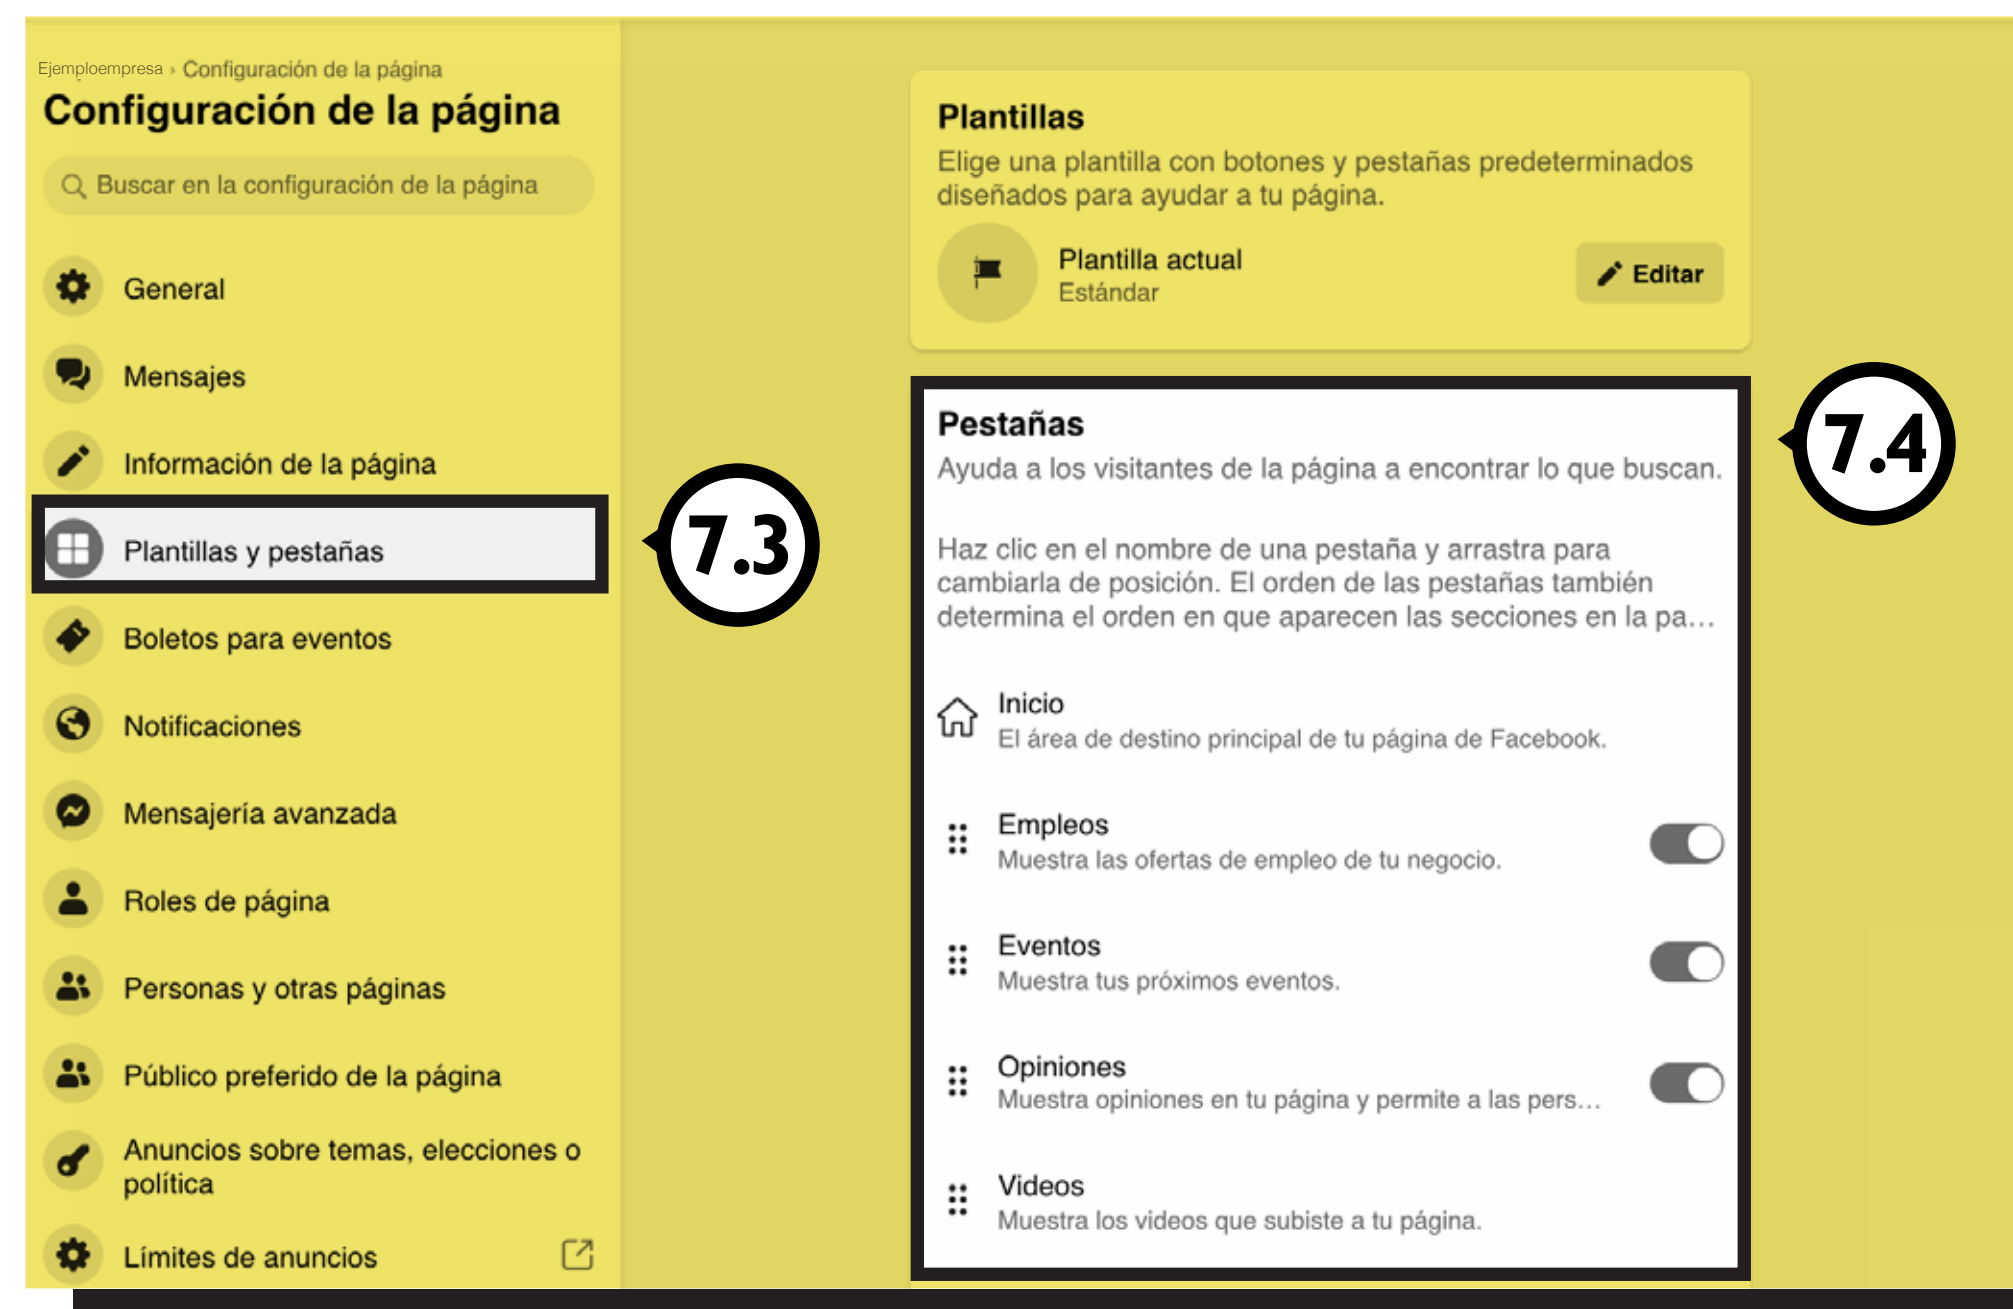 Ejemploempresa › Configuración de la página
Configuración de la página
Buscar en la configuración de la página
General
Mensajes
Información de la página
Plantillas y pestañas
7.3
Boletos para eventos
Notificaciones
Mensajería avanzada
Roles de página
Personas y otras páginas
Público preferido de la página
Anuncios sobre temas, elecciones o
política
Límites de anuncios
Plantillas
Elige una plantilla con botones y pestañas predeterminados
diseñados para ayudar a tu página.
Plantilla actual
Estándar
Editar
7.4
Pestañas
Ayuda a los visitantes de la página a encontrar lo que buscan.
Haz clic en el nombre de una pestaña y arrastra para
cambiarla de posición. El orden de las pestañas también
determina el orden en que aparecen las secciones en la pa...
Inicio
El área de destino principal de tu página de Facebook.
Empleos
Muestra las ofertas de empleo de tu negocio.
Eventos
Muestra tus próximos eventos.
Opiniones
Muestra opiniones en tu página y permite a las pers...
Videos
Muestra los videos que subiste a tu página.